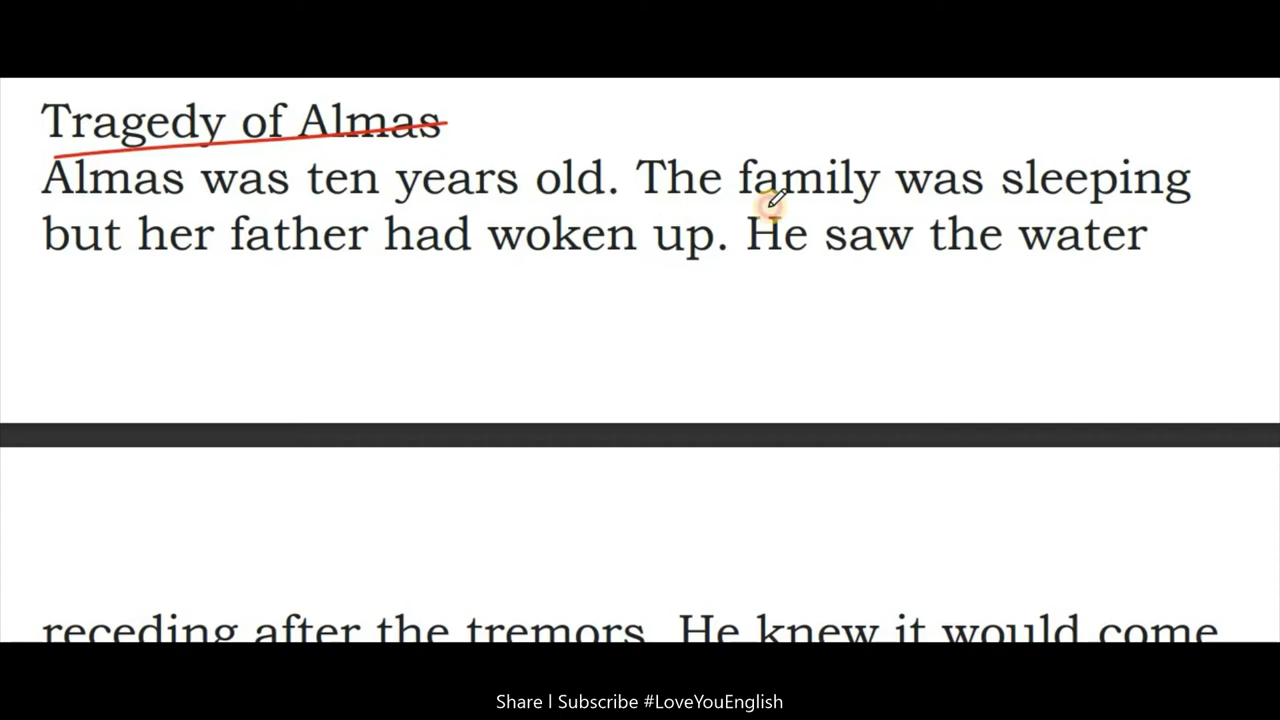 Tragedy of Almas
Almas was ten years old. The family was sleeping
but her father had woken up. He saw the water
receding after the tremors. He knew it would come
Share | Subscribe #LoveYouEnglish